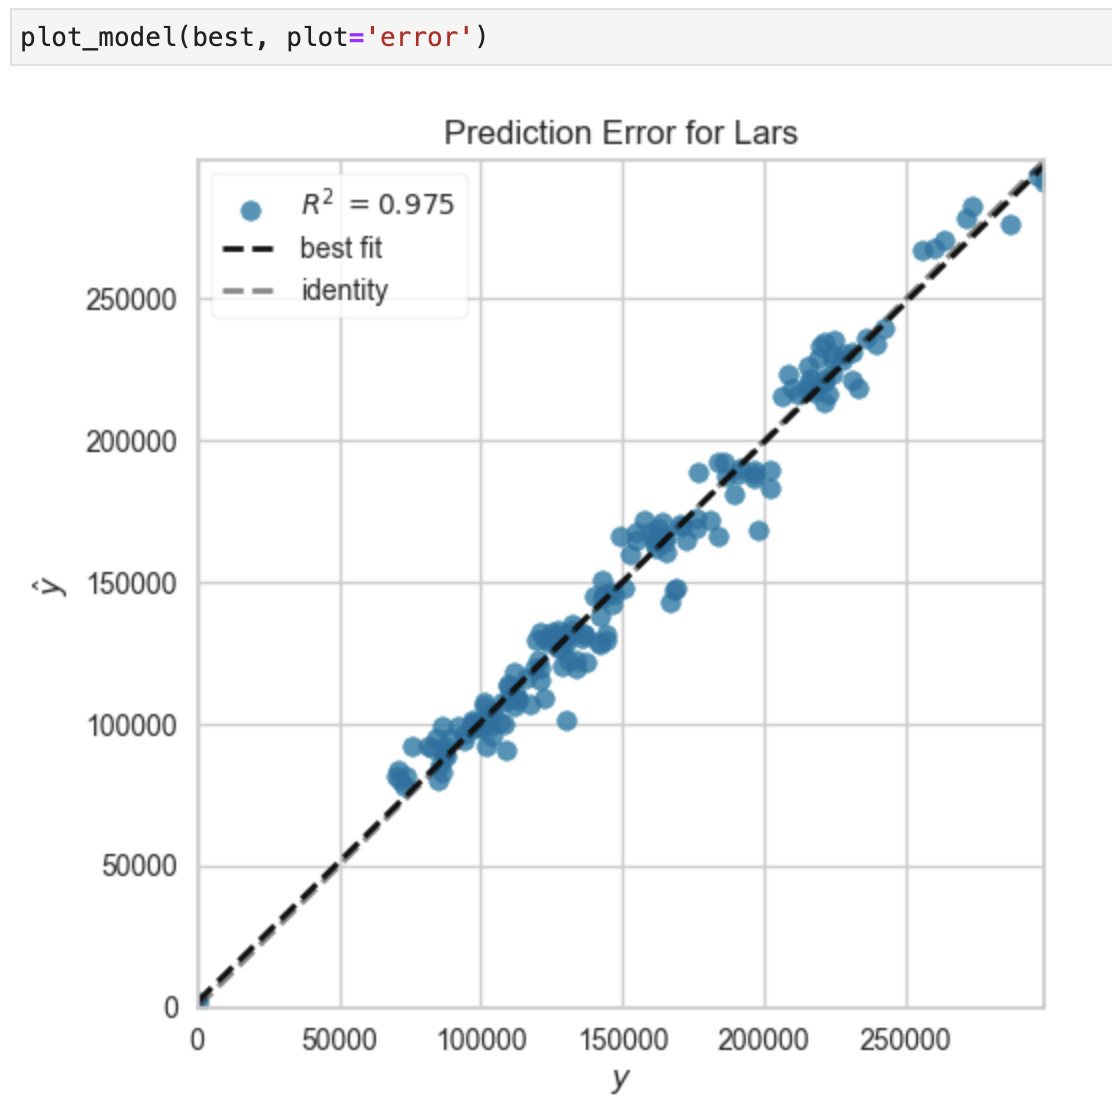 plot_model(best, plot='error')
Prediction Error for Lars
R² = 0.975
best fit
identity
250000
200000
ŷ
150000
100000
50000
0
0 50000 100000 150000 200000 250000
y